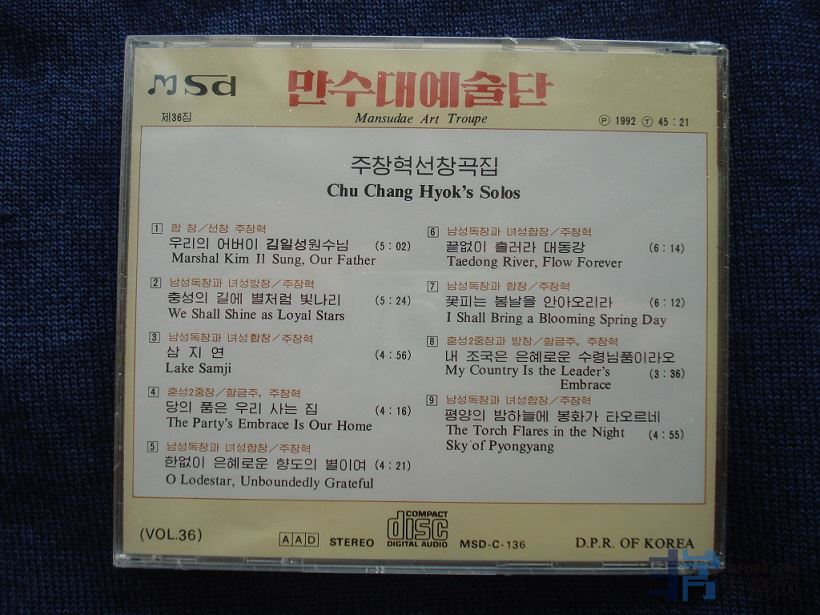 msd
만수대예술단
Mansudae Art Troupe
제36집
Ⓟ 1992 Ⓣ 45 : 21
주창혁선창곡집
Chu Chang Hyok's Solos
1 합 창/선창 주창혁
우리의 어버이 김일성원수님 (5 : 02)
Marshal Kim Il Sung, Our Father
2 남성독창과 녀성방창/주창혁
충성의 길에 별처럼 빛나리 (5 : 24)
We Shall Shine as Loyal Stars
3 남성독창과 녀성합창/주창혁
삼 지 연 (4 : 56)
Lake Samji
4 혼성2중창/함금주, 주창혁
당의 품은 우리 사는 집 (4 : 16)
The Party's Embrace Is Our Home
5 남성독창과 녀성합창/주창혁
한없이 은혜로운 향도의 별이여 (4 : 21)
O Lodestar, Unboundedly Grateful
6 남성독창과 녀성합창/주창혁
끝없이 흘러라 대동강 (6 : 14)
Taedong River, Flow Forever
7 남성독창과 합창/주창혁
꽃피는 봄날을 안아오리라 (6 : 12)
I Shall Bring a Blooming Spring Day
8 혼성2중창과 방창/함금주, 주창혁
내 조국은 은혜로운 수령님품이라오
My Country Is the Leader's (3 : 36)
Embrace
9 남성독창과 녀성합창/주창혁
평양의 밤하늘에 봉화가 타오르네
The Torch Flares in the Night (4 : 55)
Sky of Pyongyang
(VOL.36)
AAD STEREO
COMPACT
disc
DIGITAL AUDIO
MSD-C-136
D.P.R. OF KOREA